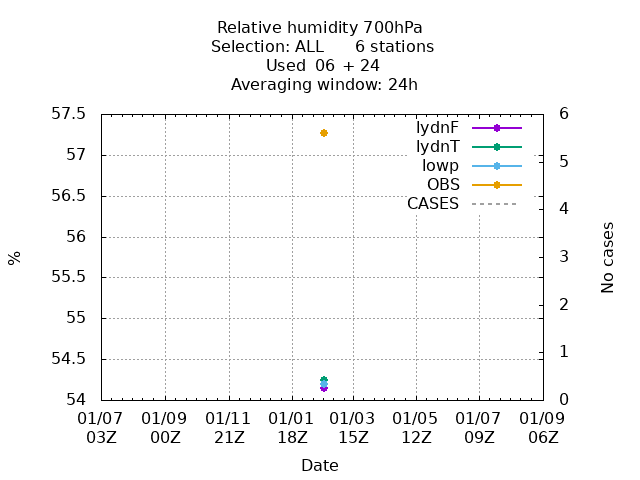 Relative humidity 700hPa
Selection: ALL 6 stations
Used 06 + 24
Averaging window: 24h
57.5
57
56.5
56
55.5
55
54.5
54
%
6
5
4
3
2
1
0
No cases
lydnF
lydnT
lowp
OBS
CASES
01/07 01/09 01/11 01/01 01/03 01/05 01/07 01/09
03Z 00Z 21Z 18Z 15Z 12Z 09Z 06Z
Date